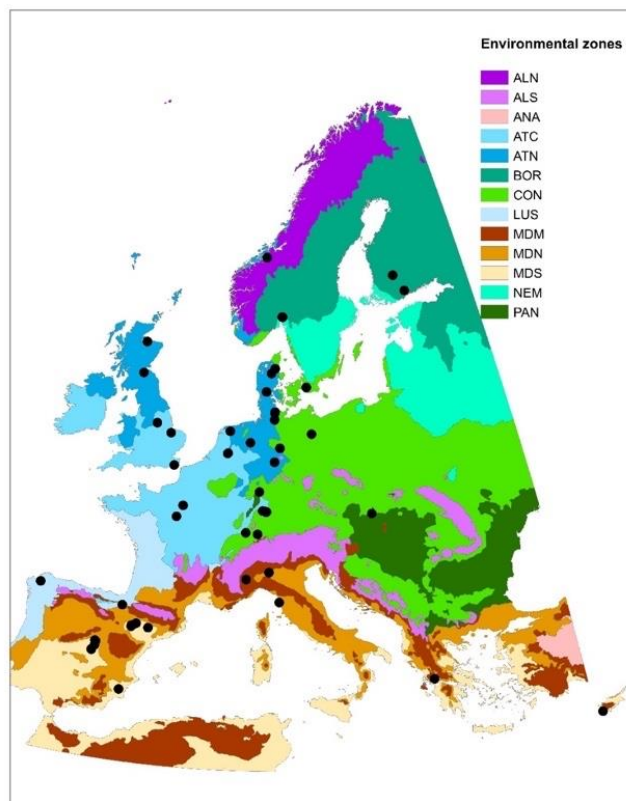 Environmental zones
ALN
ALS
ANA
ATC
ATN
BOR
CON
LUS
MDM
MDN
MDS
NEM
PAN